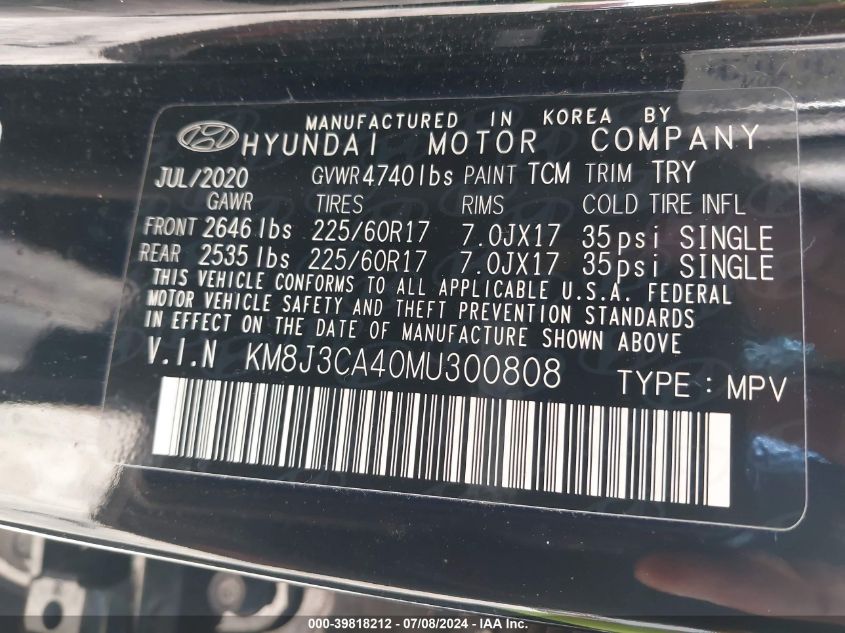 MANUFACTURED IN KOREA BY
HYUNDAI MOTOR COMPANY
JUL/2020 GVWR 4740lbs PAINT TCM TRIM TRY
GAWR TIRES RIMS COLD TIRE INFL
FRONT 2646 lbs 225/60R17 7.0JX17 35psi SINGLE
REAR 2535 lbs 225/60R17 7.0JX17 35psi SINGLE
THIS VEHICLE CONFORMS TO ALL APPLICABLE U.S.A. FEDERAL
MOTOR VEHICLE SAFETY AND THEFT PREVENTION STANDARDS
IN EFFECT ON THE DATE OF MANUFACTURE SHOWN ABOVE
V.I.N KM8J3CA40MU300808 TYPE : MPV
000-39818212 - 07/08/2024 - IAA Inc.